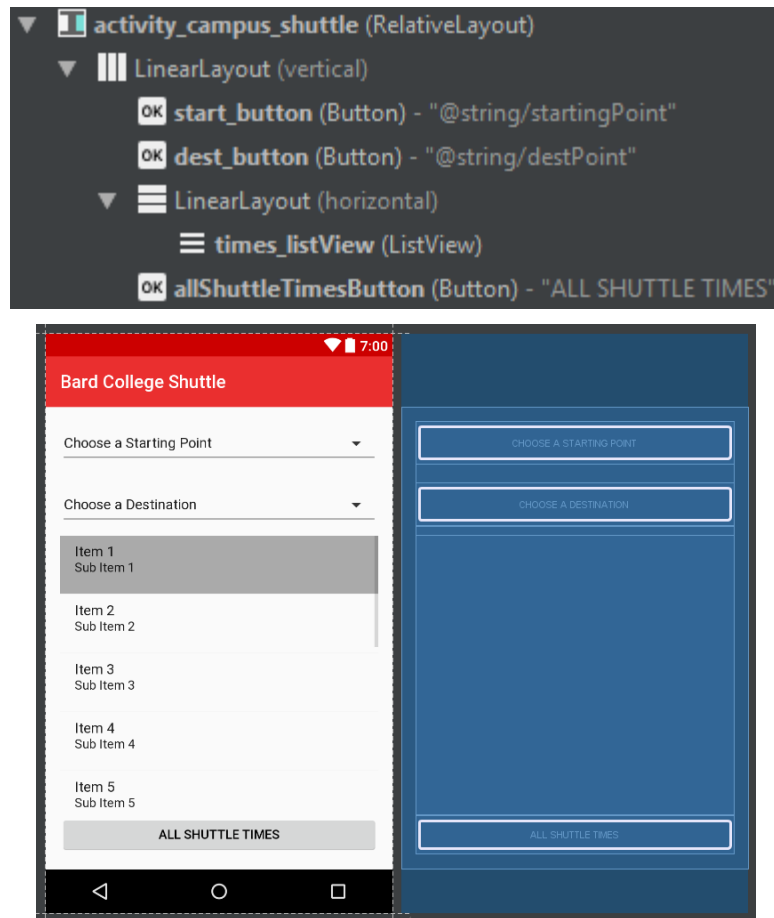 activity_campus_shuttle (RelativeLayout)
LinearLayout (vertical)
OK start_button (Button) - "@string/startingPoint"
OK dest_button (Button) - "@string/destPoint"
LinearLayout (horizontal)
times_listView (ListView)
OK allShuttleTimesButton (Button) - "ALL SHUTTLE TIMES"
7:00
Bard College Shuttle
Choose a Starting Point
CHOOSE A STARTING POINT
Choose a Destination
CHOOSE A DESTINATION
Item 1
Sub Item 1
Item 2
Sub Item 2
Item 3
Sub Item 3
Item 4
Sub Item 4
Item 5
Sub Item 5
ALL SHUTTLE TIMES
ALL SHUTTLE TIMES